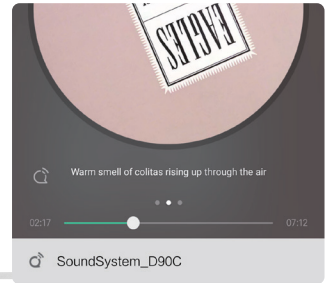 EAGLES
Warm smell of colitas rising up through the air
02:17
07:12
SoundSystem_D90C